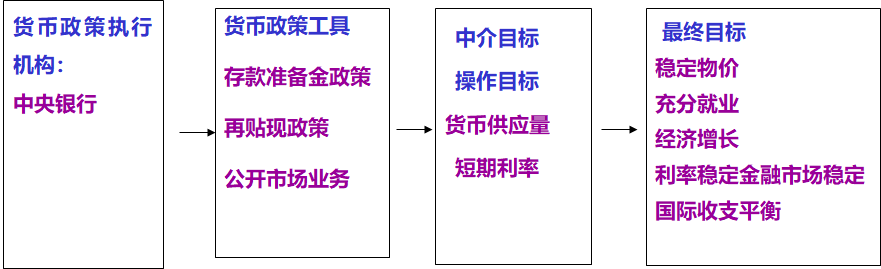 货币政策执行
机构：
中央银行
货币政策工具
存款准备金政策
再贴现政策
公开市场业务
中介目标
操作目标
货币供应量
短期利率
最终目标
稳定物价
充分就业
经济增长
利率稳定金融市场稳定
国际收支平衡